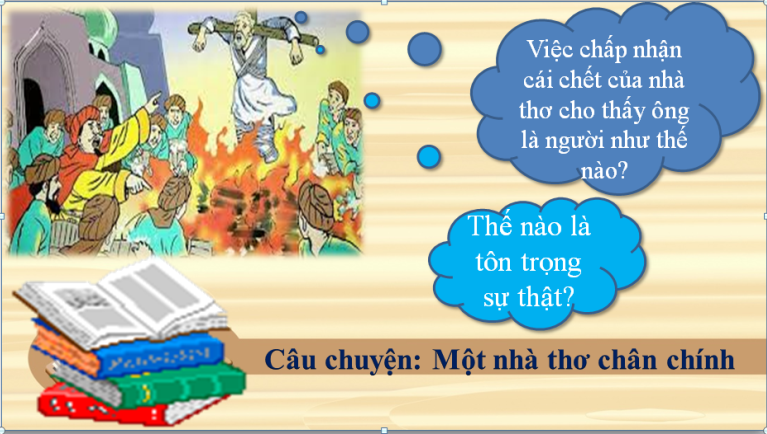 Việc chấp nhận
cái chết của nhà
thơ cho thấy ông
là người như thế
nào?
Thế nào là
tôn trọng
sự thật?
Câu chuyện: Một nhà thơ chân chính